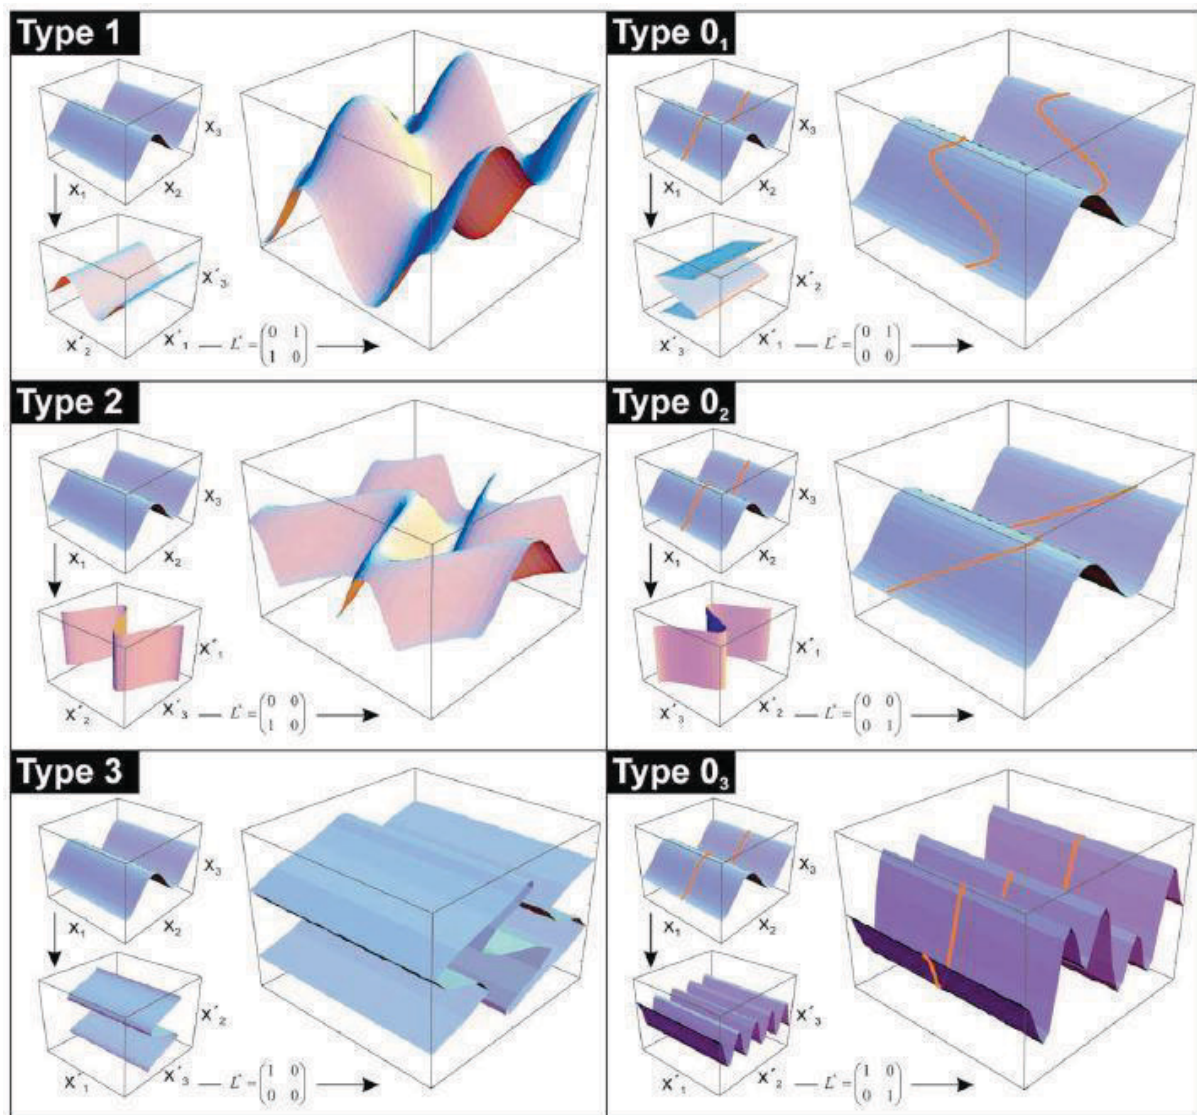 Type 1
X₃
X₁
X₂
X´₃
X´₂
X´₁
L* = (0 1
1 0)
Type 0₁
X₃
X₁
X₂
X´₂
X´₃
X´₁
L* = (0 1
0 0)
Type 2
X₃
X₁
X₂
X´₁
X´₂
X´₃
L* = (0 0
1 0)
Type 0₂
X₃
X₁
X₂
X´₁
X´₃
X´₂
L* = (0 0
0 1)
Type 3
X₃
X₁
X₂
X´₂
X´₁
X´₃
L* = (1 0
0 0)
Type 0₃
X₃
X₁
X₂
X´₃
X´₁
X´₂
L* = (1 0
0 1)